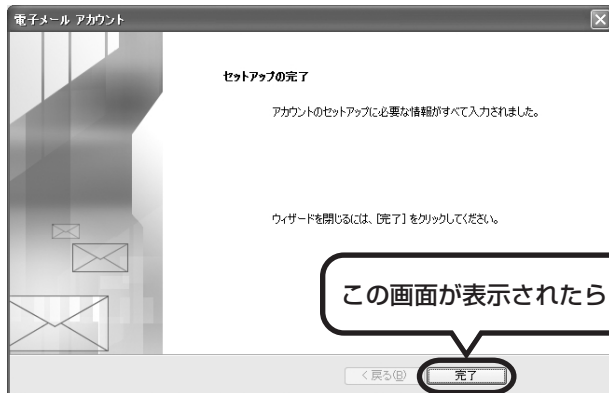 電子メール アカウント
セットアップの完了
アカウントのセットアップに必要な情報がすべて入力されました。
ウィザードを閉じるには、[完了] をクリックしてください。
この画面が表示されたら
< 戻る(B)
完了